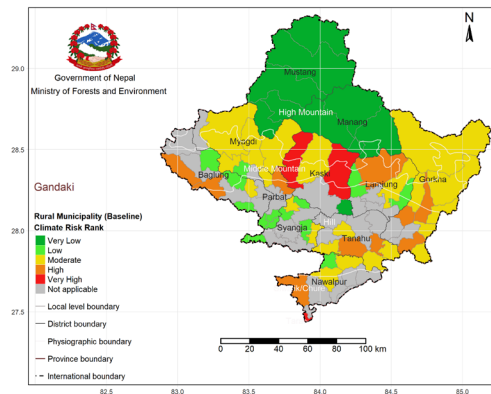 N
Government of Nepal
Ministry of Forests and Environment
Gandaki
Mustang
High Mountain
Manang
Myagdi
Middle Mountain
Kaski
Baglung
Lamjung
Gorkha
Parbat
Syangja
Hill
Tanahu
Nawalpur
Rural Municipality (Baseline)
Climate Risk Rank
Very Low
Low
Moderate
High
Very High
Not applicable
Local level boundary
District boundary
Physiographic boundary
Province boundary
International boundary
0 20 40 60 80 100 km
29.0
28.5
28.0
27.5
82.5 83.0 83.5 84.0 84.5 85.0